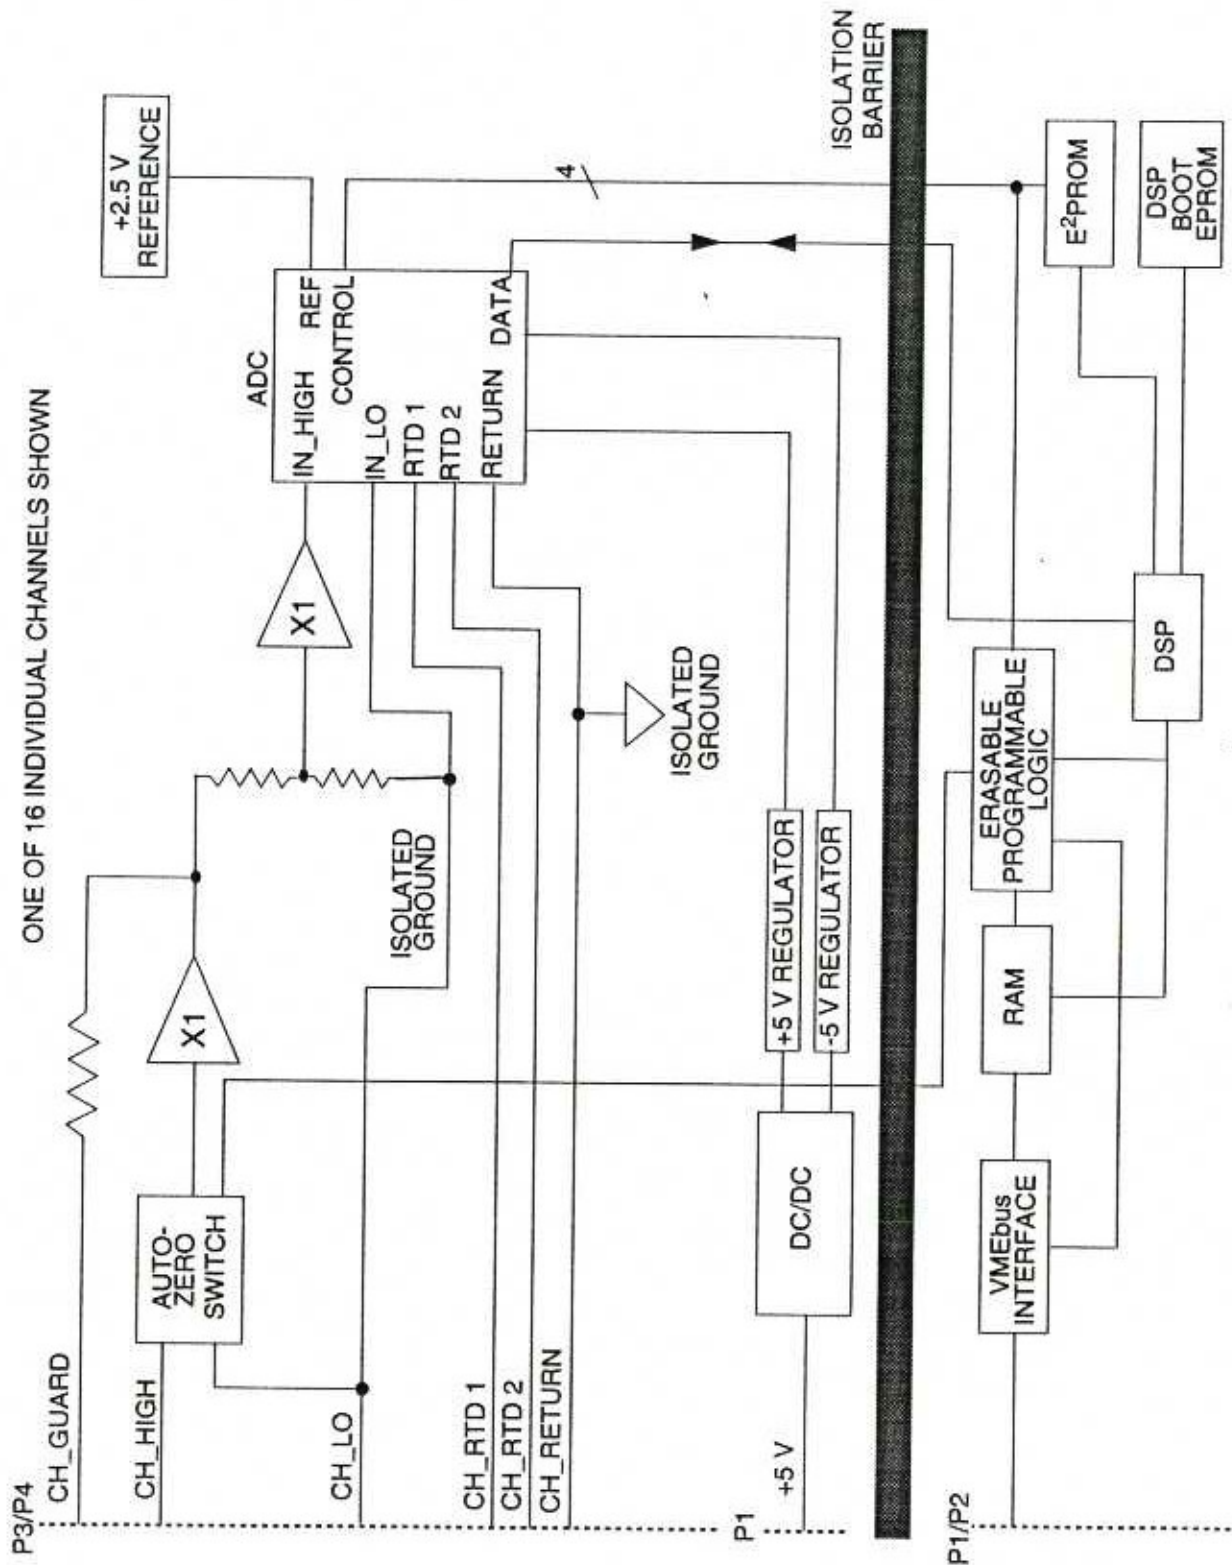 ONE OF 16 INDIVIDUAL CHANNELS SHOWN
P3/P4
CH_GUARD
CH_HIGH
AUTO-
ZERO
SWITCH
X1
CH_LO
ISOLATED
GROUND
X1
ADC
IN_HIGH
REF
CONTROL
IN_LO
RTD 1
RTD 2
RETURN
DATA
+2.5 V
REFERENCE
4
CH_RTD 1
CH_RTD 2
CH_RETURN
ISOLATED
GROUND
P1
+5 V
DC/DC
+5 V REGULATOR
-5 V REGULATOR
ISOLATION
BARRIER
P1/P2
VMEbus
INTERFACE
RAM
ERASABLE
PROGRAMMABLE
LOGIC
DSP
E²PROM
DSP
BOOT
EPROM